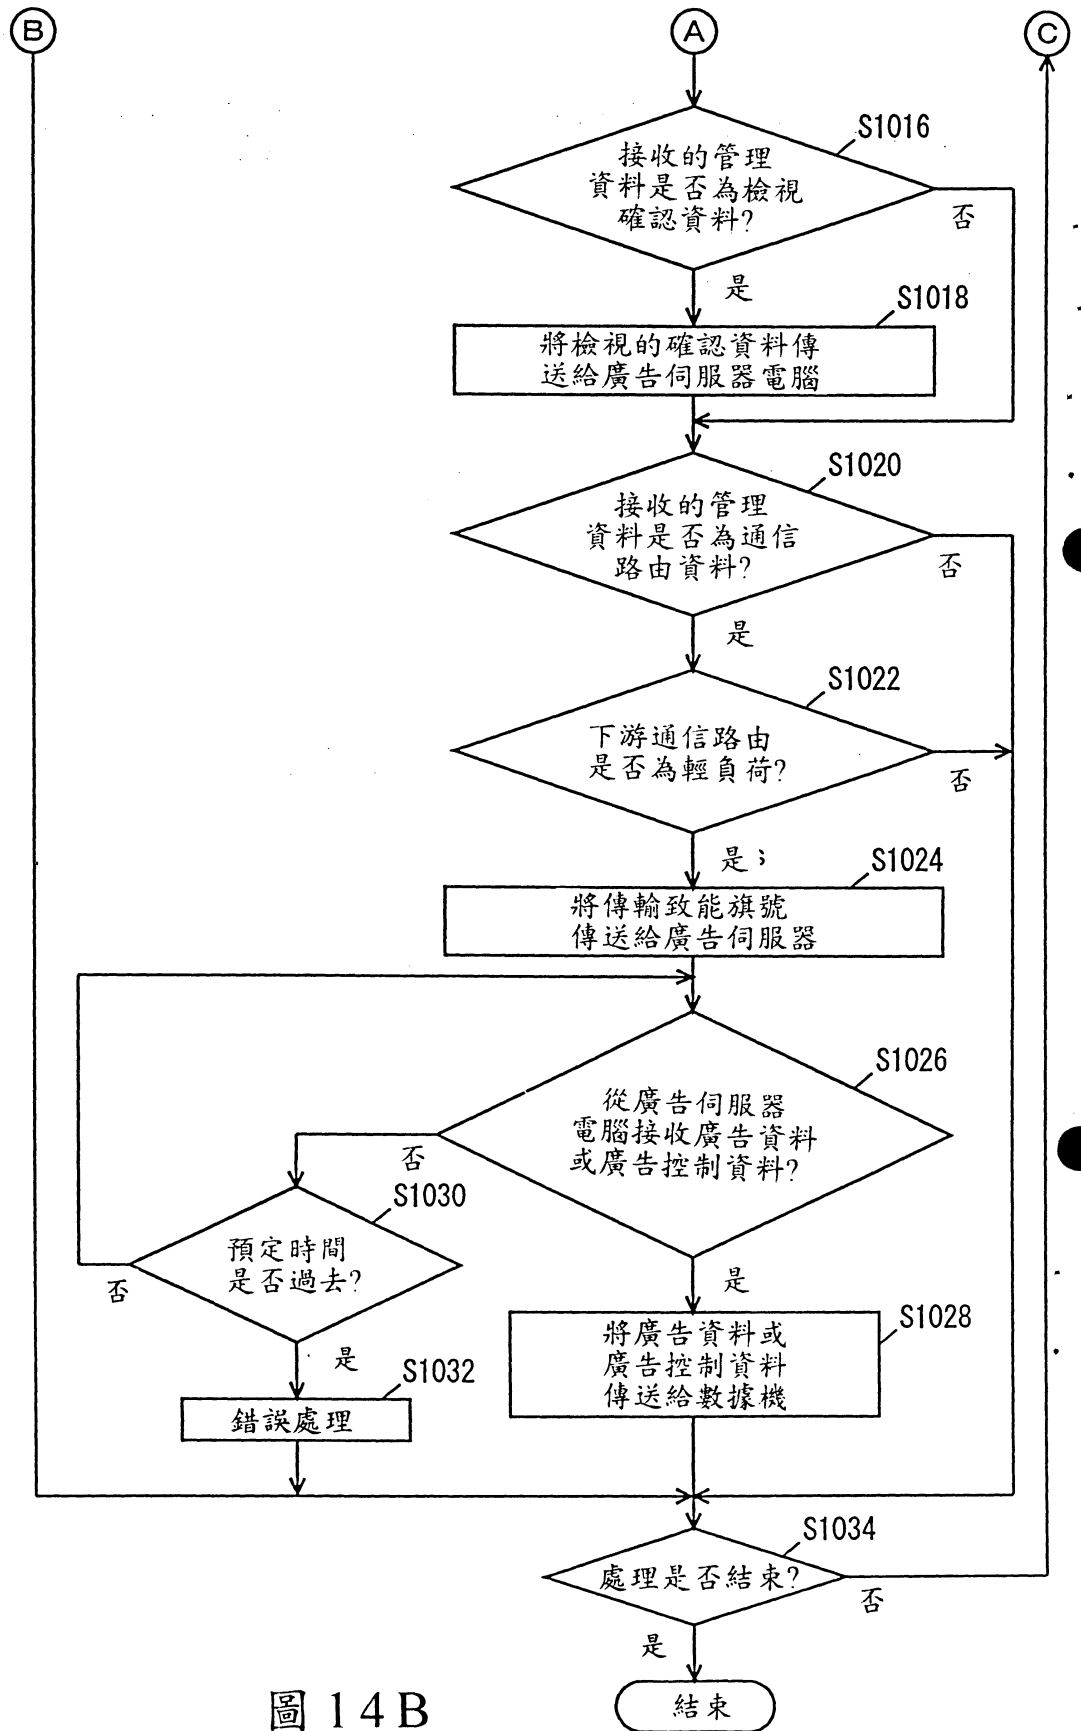 B
A
C
S1016
接收的管理
資料是否為檢視
確認資料?
否
是
S1018
將檢視的確認資料傳
送給廣告伺服器電腦
S1020
接收的管理
資料是否為通信
路由資料?
否
是
S1022
下游通信路由
是否為輕負荷?
否
是;
S1024
將傳輸致能旗號
傳送給廣告伺服器
S1026
從廣告伺服器
電腦接收廣告資料
或廣告控制資料?
否
是
S1030
預定時間
是否過去?
否
是
S1028
將廣告資料或
廣告控制資料
傳送給數據機
S1032
錯誤處理
S1034
處理是否結束?
否
是
結束
圖 14B